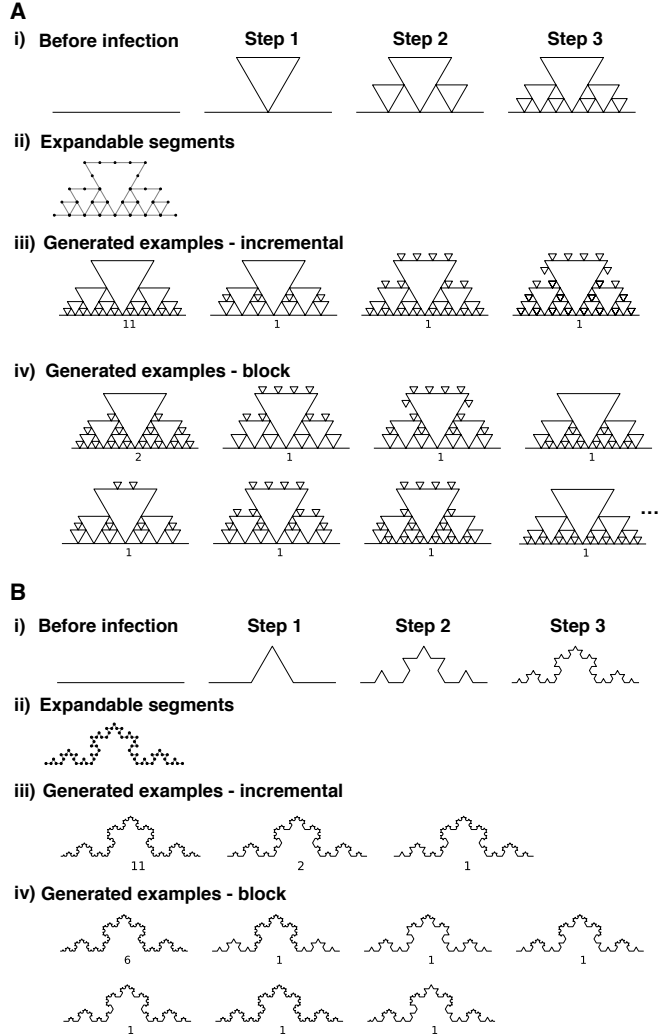 A
i) Before infection Step 1 Step 2 Step 3
ii) Expandable segments
iii) Generated examples - incremental
11 1 1 1
iv) Generated examples - block
2 1 1 1
...
1 1 1 1
B
i) Before infection Step 1 Step 2 Step 3
ii) Expandable segments
iii) Generated examples - incremental
11 2 1
iv) Generated examples - block
6 1 1 1
1 1 1